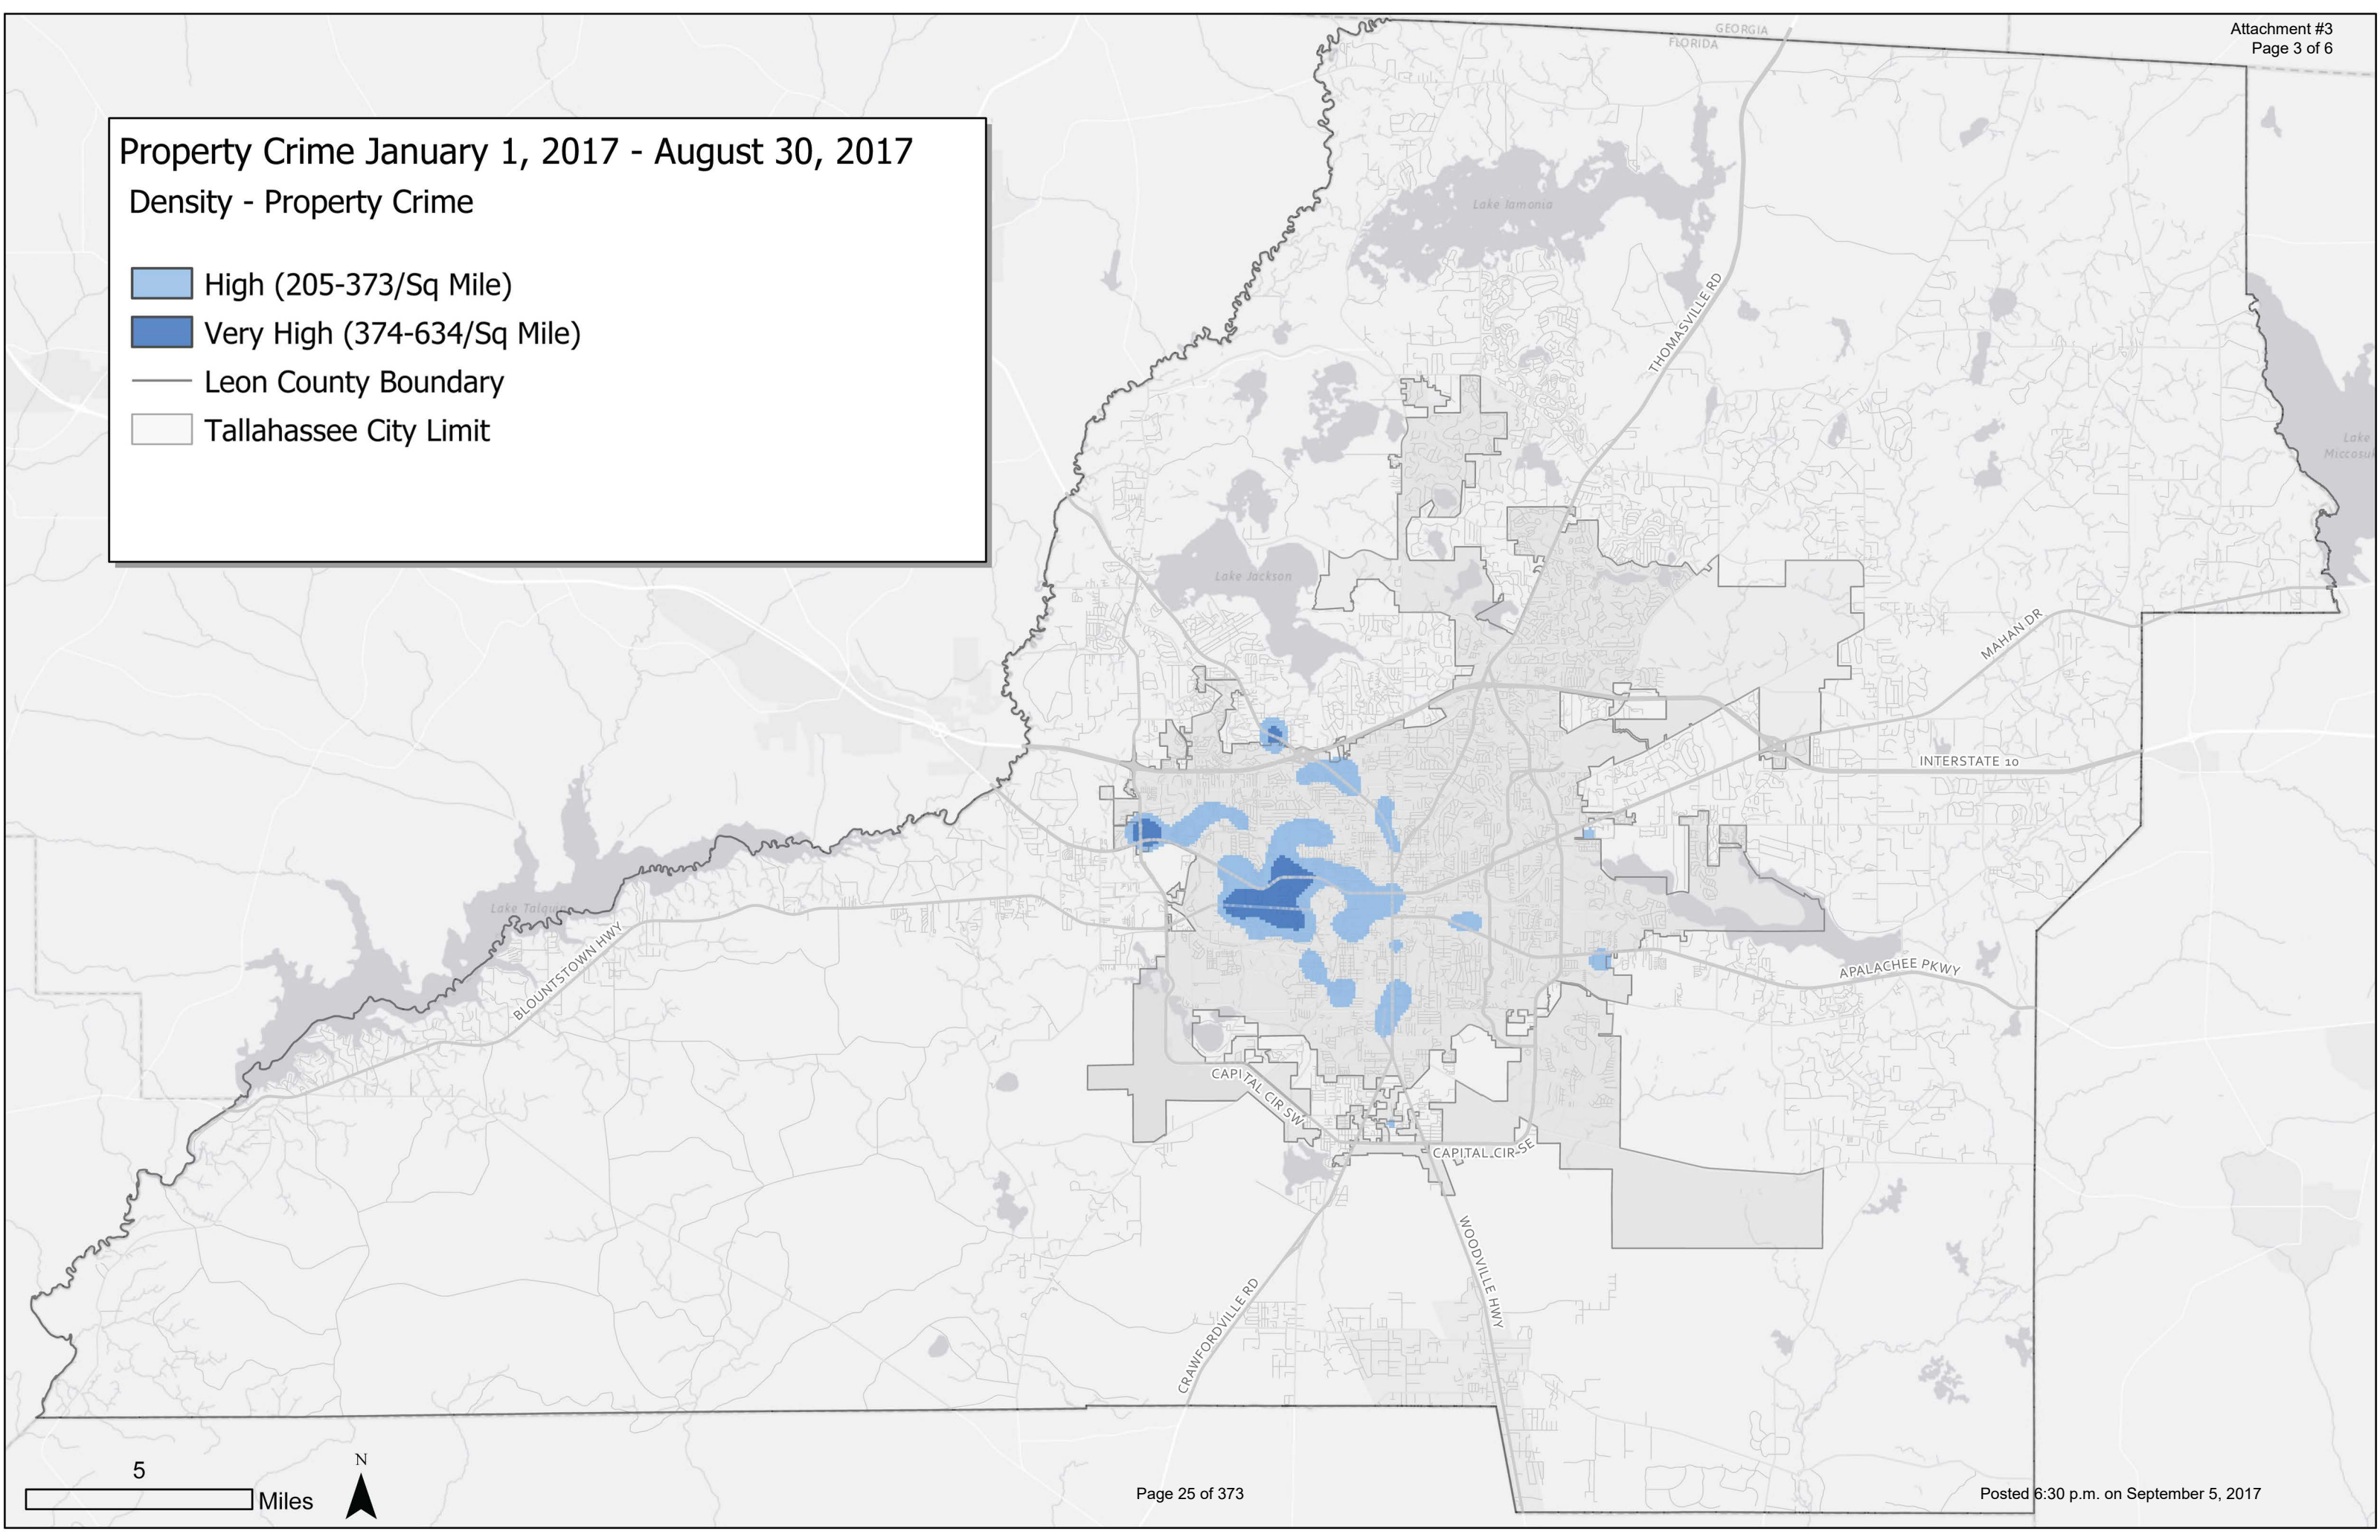 Attachment #3
Page 3 of 6
GEORGIA
FLORIDA
Property Crime January 1, 2017 - August 30, 2017
Density - Property Crime
High (205-373/Sq Mile)
Very High (374-634/Sq Mile)
Leon County Boundary
Tallahassee City Limit
Lake Iamonia
THOMASVILLE RD
Lake
Lake Jackson
MAHAN DR
INTERSTATE 10
Lake Talquin
BLOUNTSTOWN HWY
APALACHEE PKWY
CAPITAL CIR SW
CAPITAL CIR SE
WOODVILLE HWY
CRAWFORDVILLE RD
5
Miles
N
Page 25 of 373
Posted 6:30 p.m. on September 5, 2017